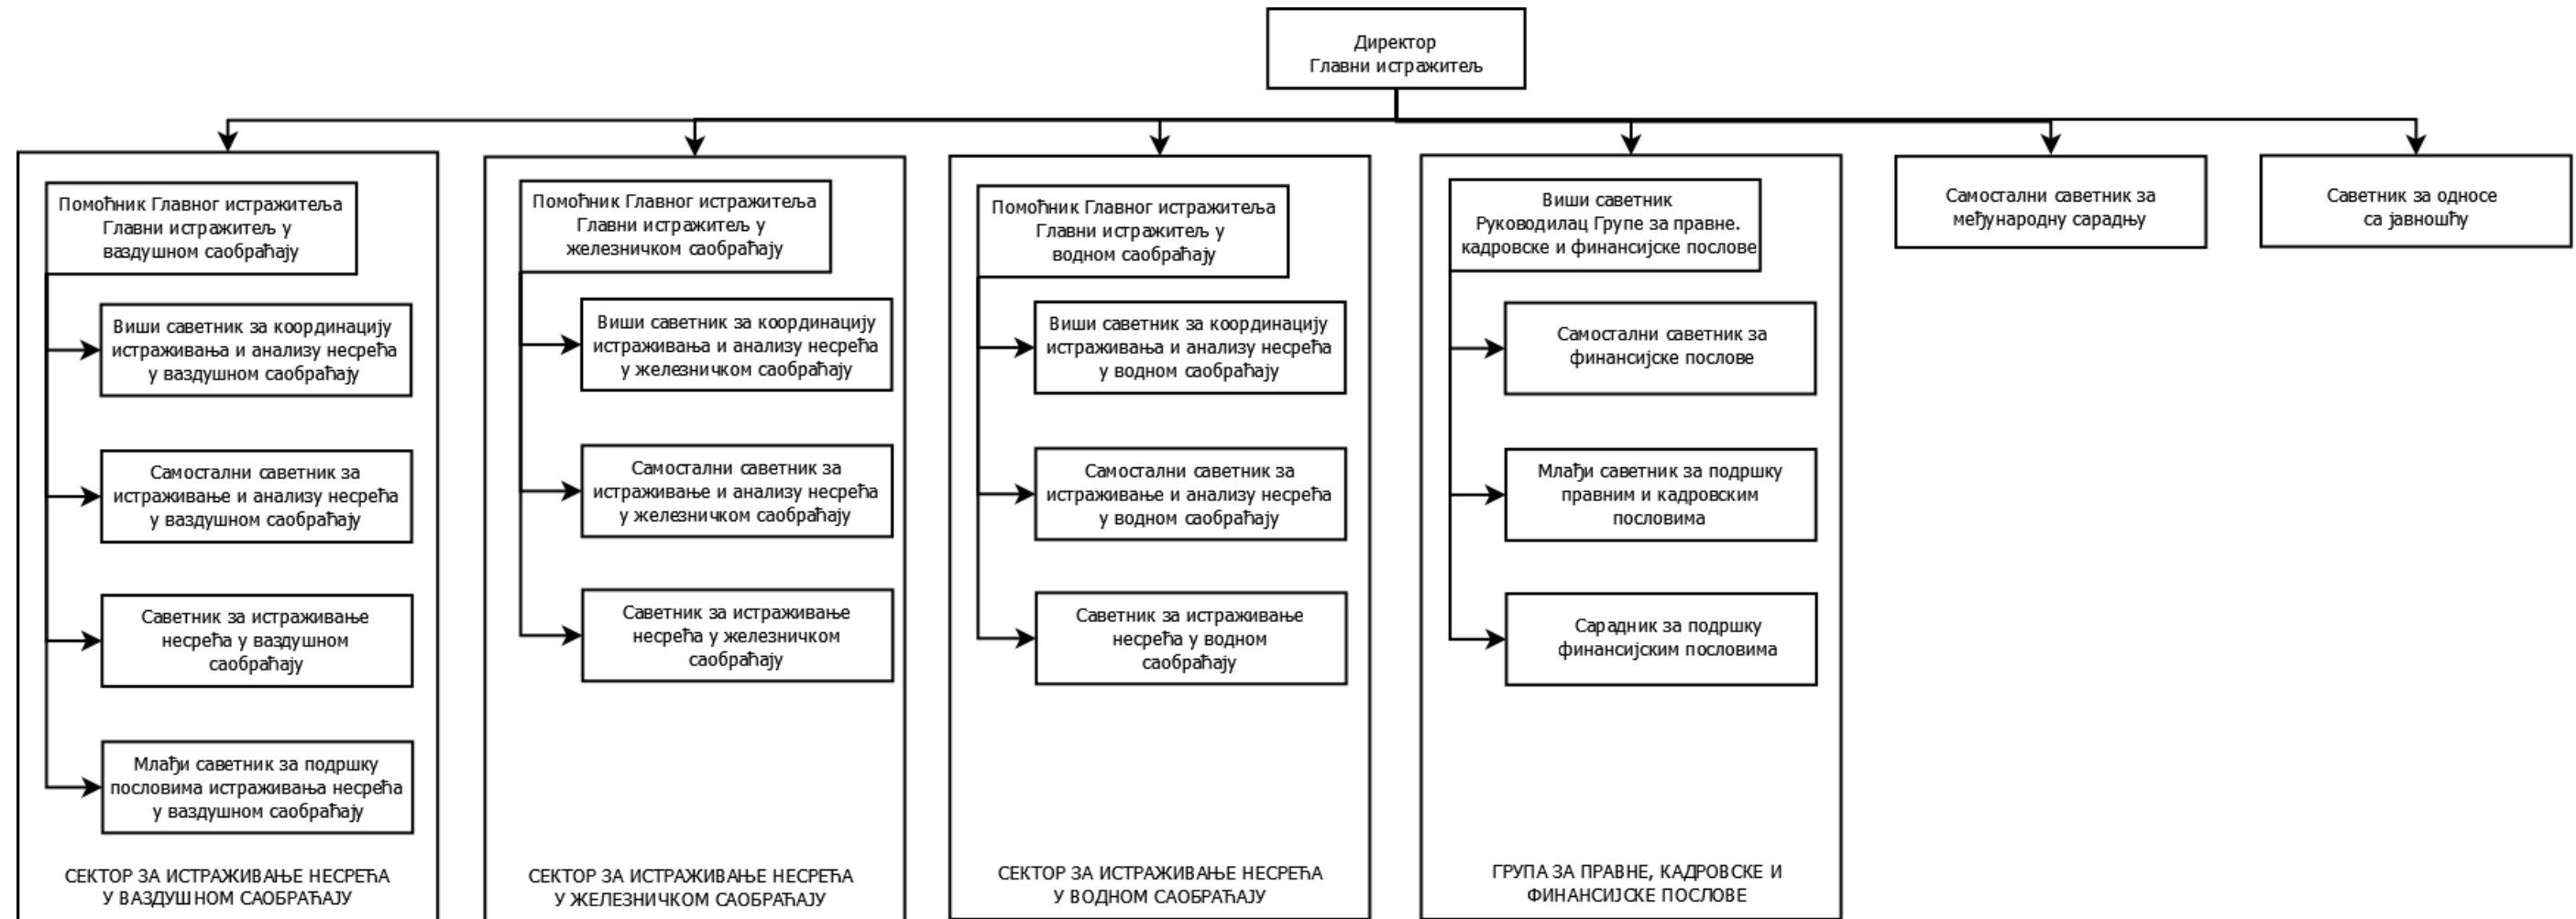 Директор
Главни истражитељ
Помоћник Главног истражитеља
Главни истражитељ у
ваздушном саобраћају
Виши саветник за координацију
истраживања и анализу несрећа
у ваздушном саобраћају
Самостални саветник за
истраживање и анализу несрећа
у ваздушном саобраћају
Саветник за истраживање
несрећа у ваздушном
саобраћају
Млађи саветник за подршку
пословима истраживања несрећа
у ваздушном саобраћају
СЕКТОР ЗА ИСТРАЖИВАЊЕ НЕСРЕЋА
У ВАЗДУШНОМ САОБРАЋАЈУ
Помоћник Главног истражитеља
Главни истражитељ у
железничком саобраћају
Виши саветник за координацију
истраживања и анализу несрећа
у железничком саобраћају
Самостални саветник за
истраживање и анализу несрећа
у железничком саобраћају
Саветник за истраживање
несрећа у железничком
саобраћају
СЕКТОР ЗА ИСТРАЖИВАЊЕ НЕСРЕЋА
У ЖЕЛЕЗНИЧКОМ САОБРАЋАЈУ
Помоћник Главног истражитеља
Главни истражитељ у
водном саобраћају
Виши саветник за координацију
истраживања и анализу несрећа
у водном саобраћају
Самостални саветник за
истраживање и анализу несрећа
у водном саобраћају
Саветник за истраживање
несрећа у водном
саобраћају
СЕКТОР ЗА ИСТРАЖИВАЊЕ НЕСРЕЋА
У ВОДНОМ САОБРАЋАЈУ
Виши саветник
Руководилац Групе за правне.
кадровске и финансијске послове
Самостални саветник за
финансијске послове
Млађи саветник за подршку
правним и кадровским
пословима
Сарадник за подршку
финансијским пословима
ГРУПА ЗА ПРАВНЕ, КАДРОВСКЕ И
ФИНАНСИЈСКЕ ПОСЛОВЕ
Самостални саветник за
међународну сарадњу
Саветник за односе
са јавношћу